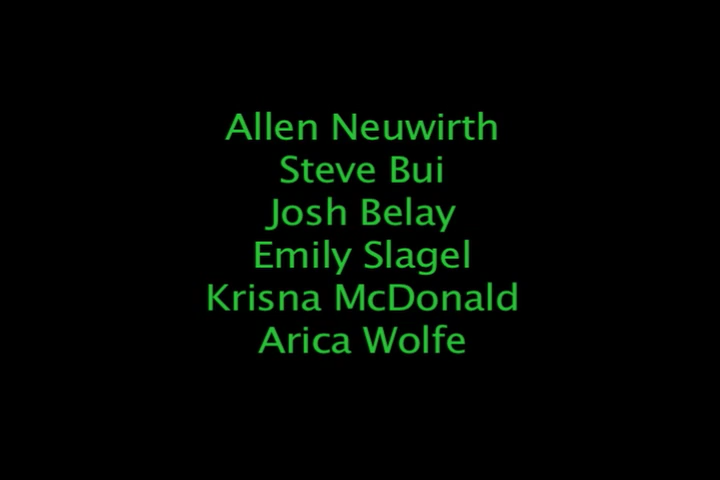 Allen Neuwirth
Steve Bui
Josh Belay
Emily Slagel
Krisna McDonald
Arica Wolfe